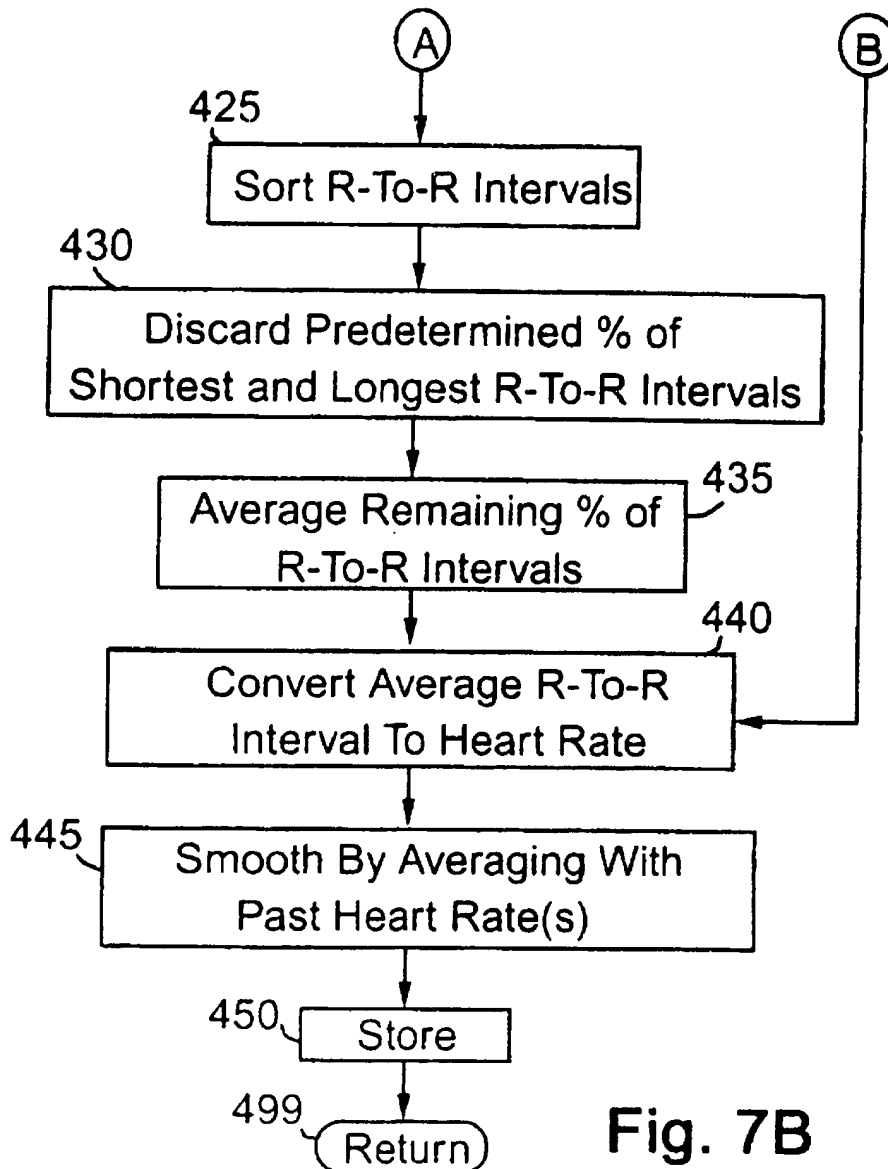 A
B
425
Sort R-To-R Intervals
430
Discard Predetermined % of
Shortest and Longest R-To-R Intervals
435
Average Remaining % of
R-To-R Intervals
440
Convert Average R-To-R
Interval To Heart Rate
445
Smooth By Averaging With
Past Heart Rate(s)
450
Store
499
Return
Fig. 7B